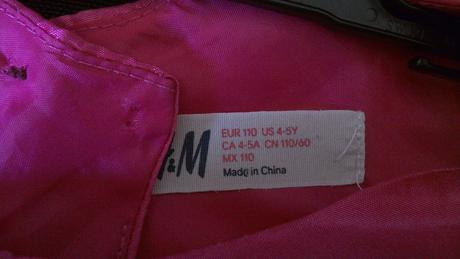 &M
EUR 110 US 4-5Y
CA 4-5A CN 110/60
MX 110
Made in China